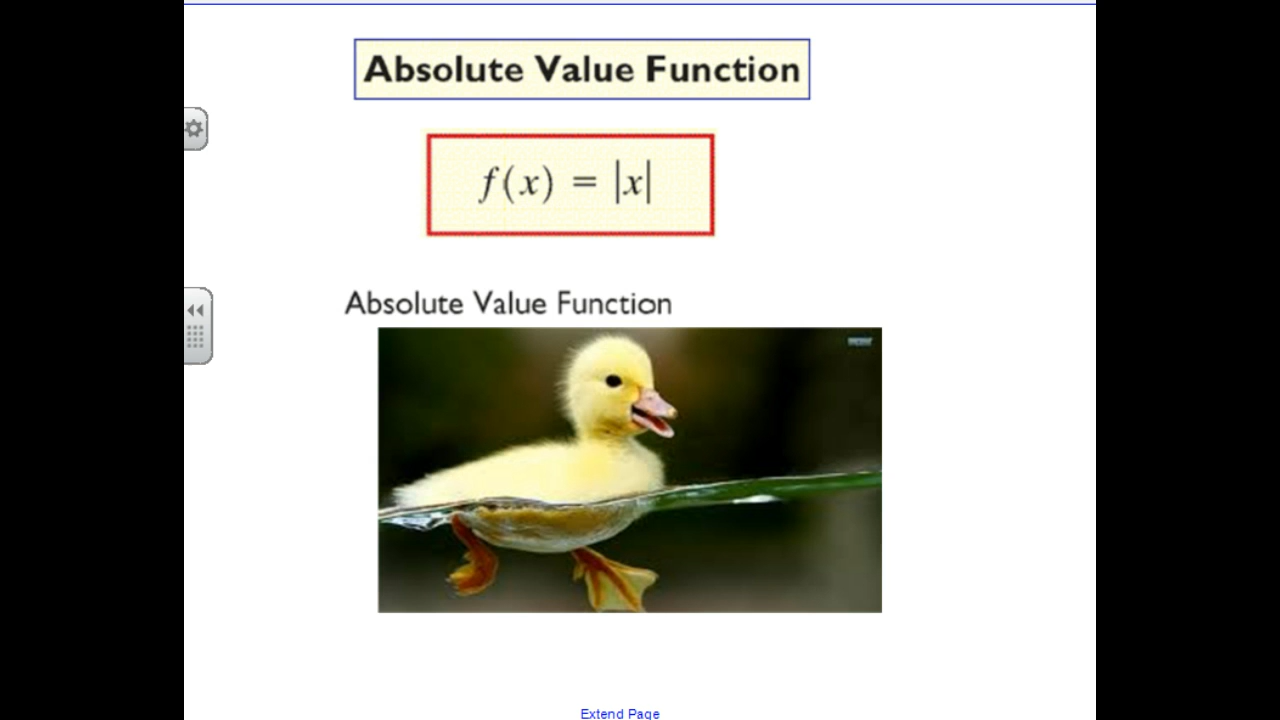 Absolute Value Function
f(x) = |x|
Absolute Value Function
Extend Page